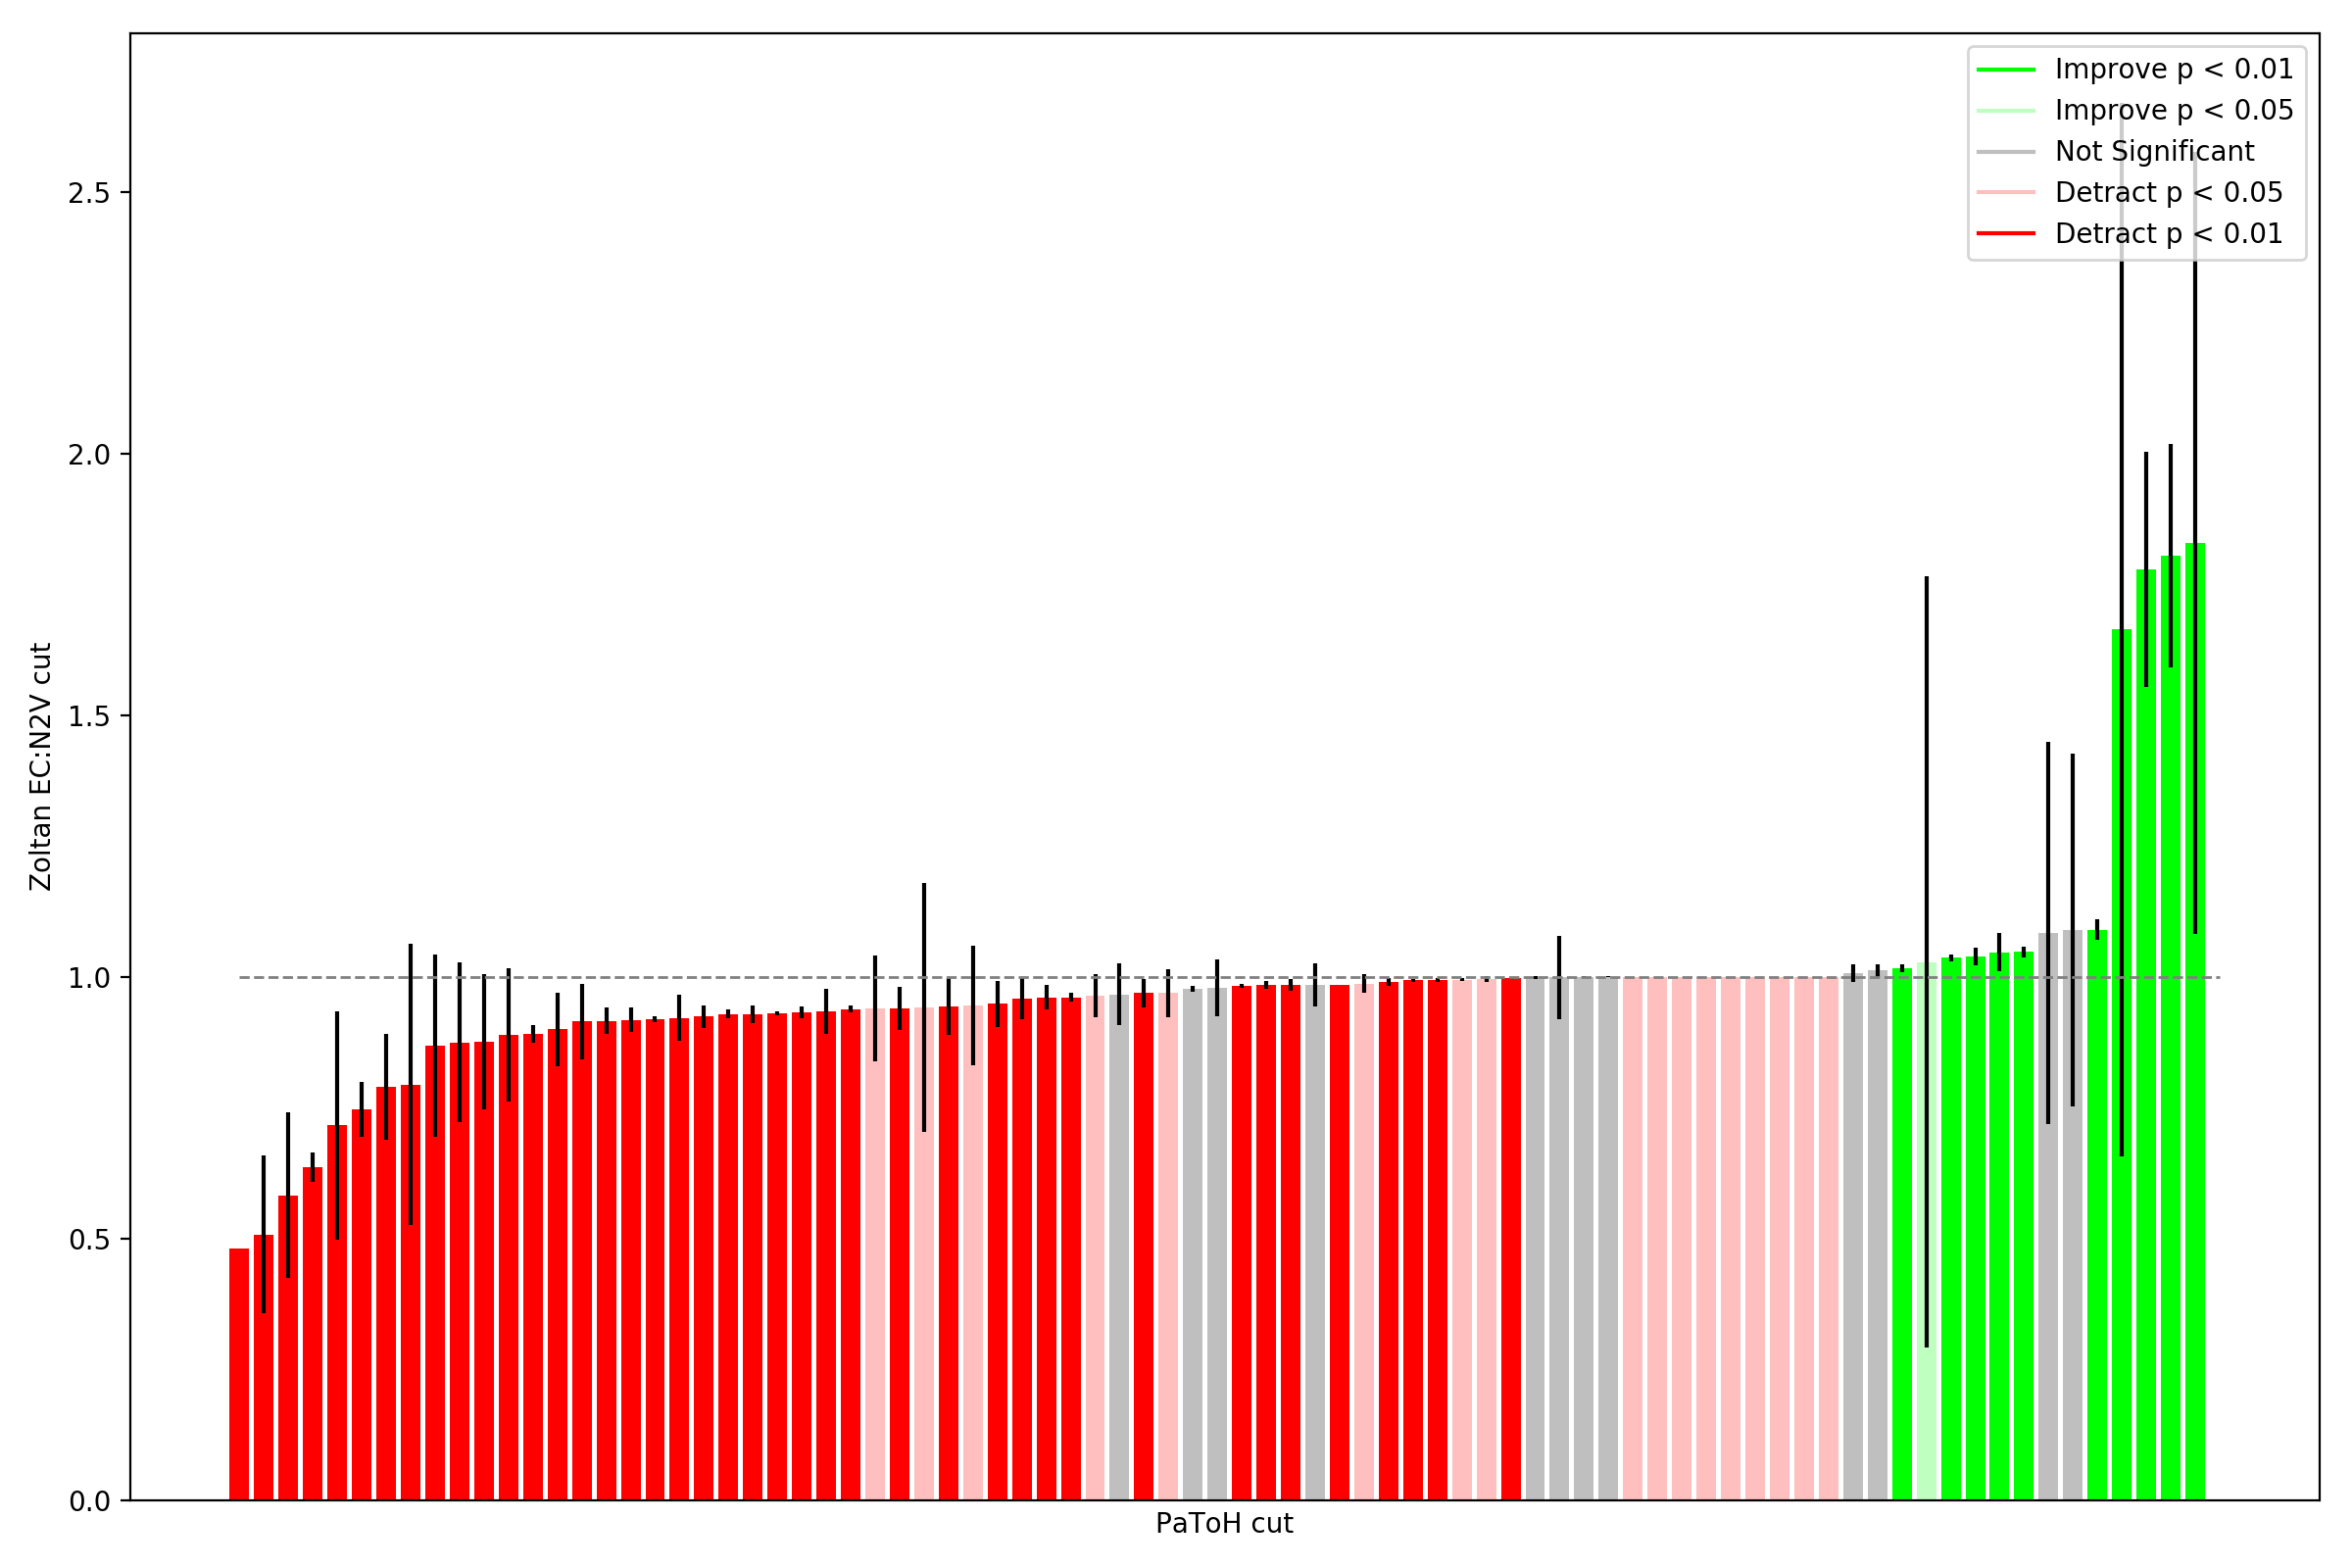 Improve p < 0.01
Improve p < 0.05
Not Significant
Detract p < 0.05
Detract p < 0.01
2.5
2.0
1.5
1.0
0.5
0.0
Zoltan EC:N2V cut
PaToH cut